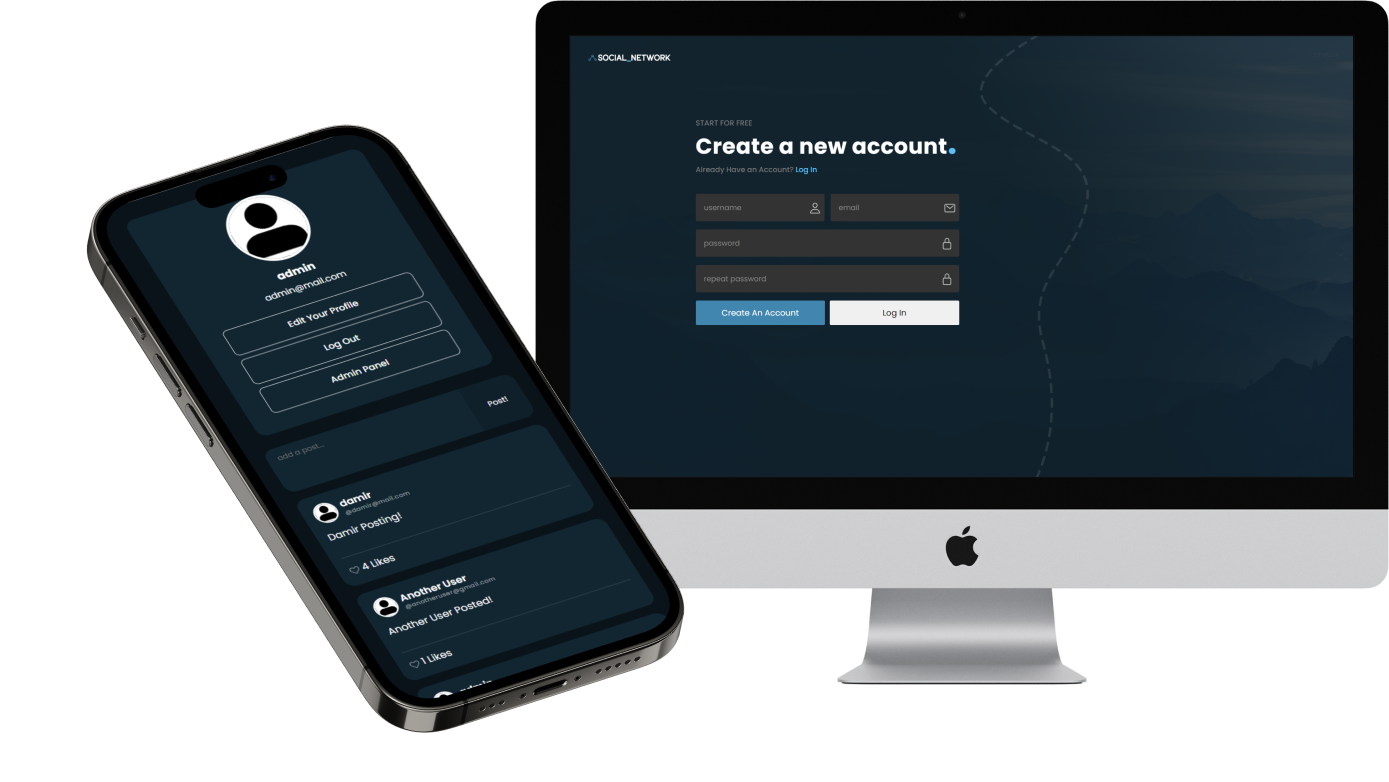 SOCIAL_NETWORK
START FOR FREE
Create a new account.
Already Have an Account? Log In
username
email
password
repeat password
Create An Account
Log In
admin
admin@mail.com
Edit Your Profile
Log Out
Admin Panel
add a post...
Post!
damir
@damir@mail.com
Damir Posting!
4 Likes
Another User
@anotheruser@gmail.com
Another User Posted!
1 Likes
admin